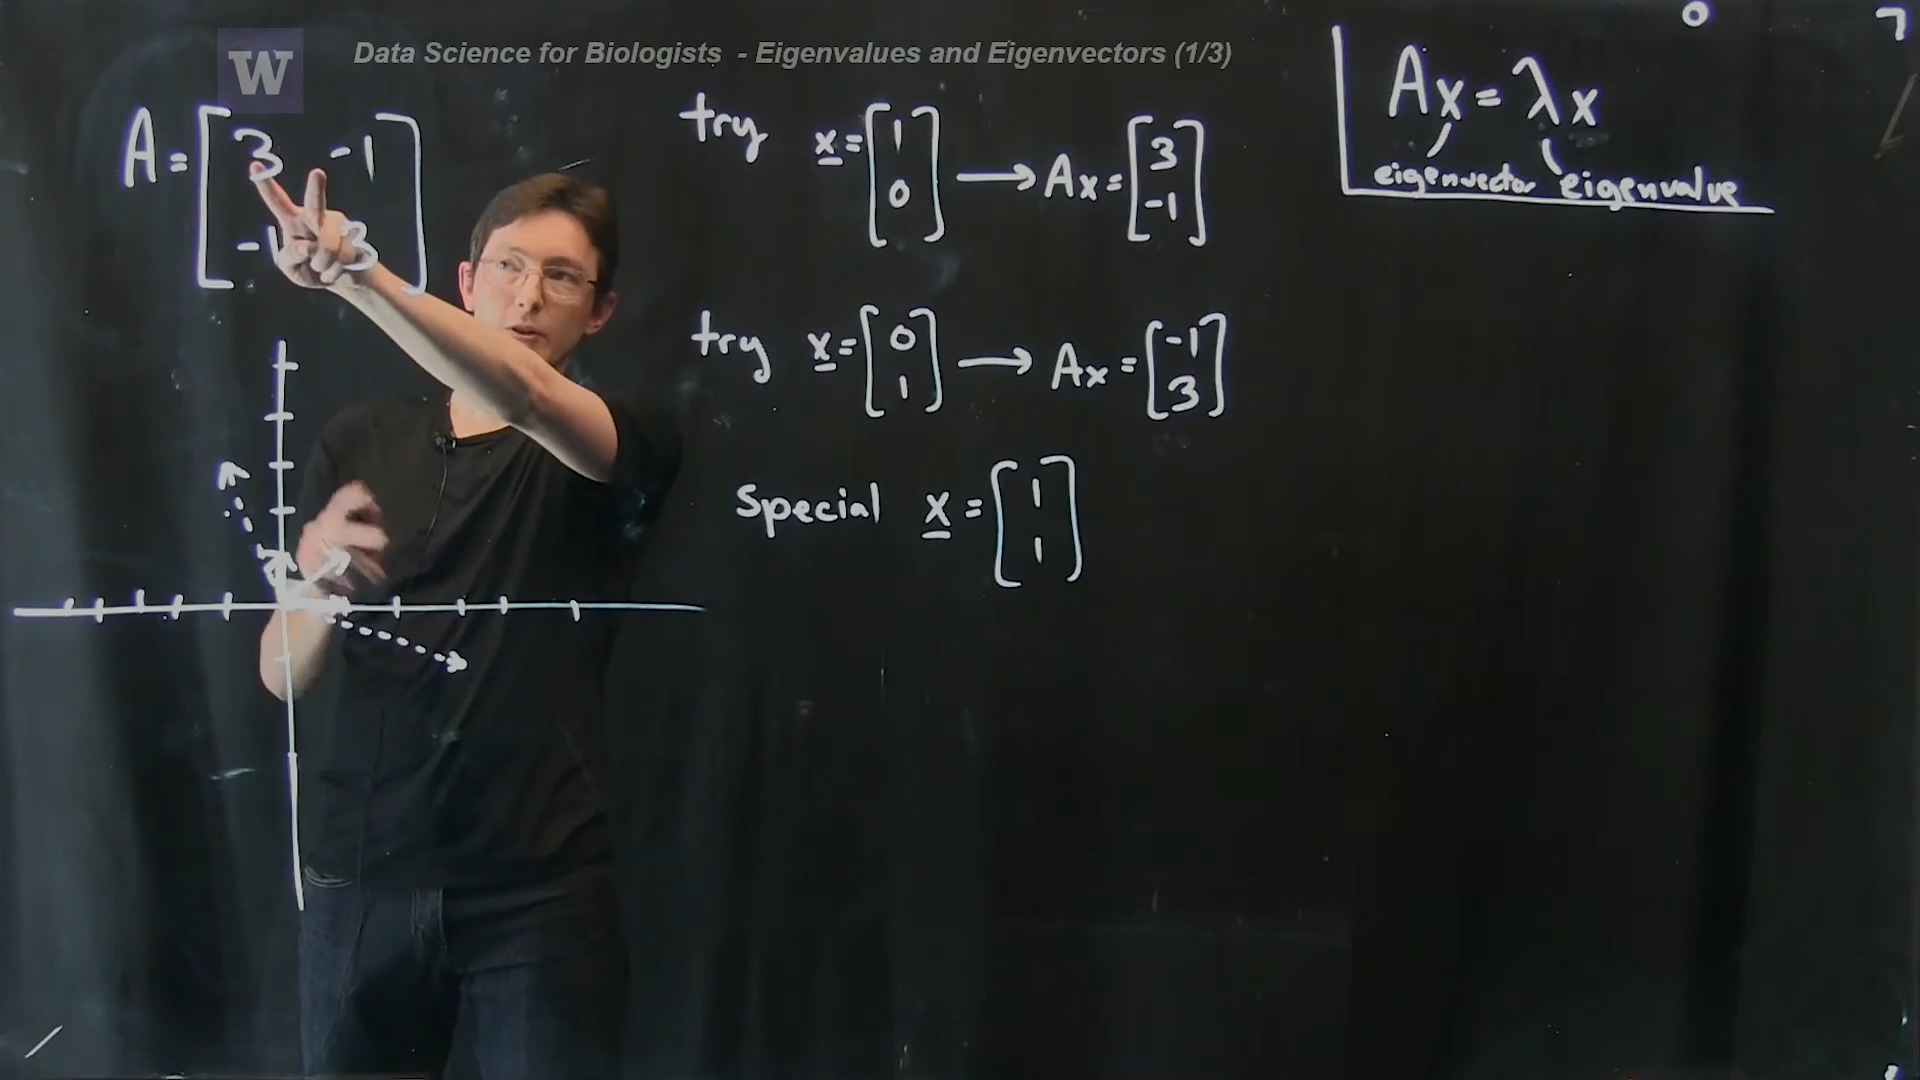 W
Data Science for Biologists - Eigenvalues and Eigenvectors (1/3)
A = [3 -1
-1 3]
try x = [1 0] → Ax = [3 -1]
try x = [0 1] → Ax = [-1 3]
Special x = [1 1]
Ax = λx
eigenvector eigenvalue